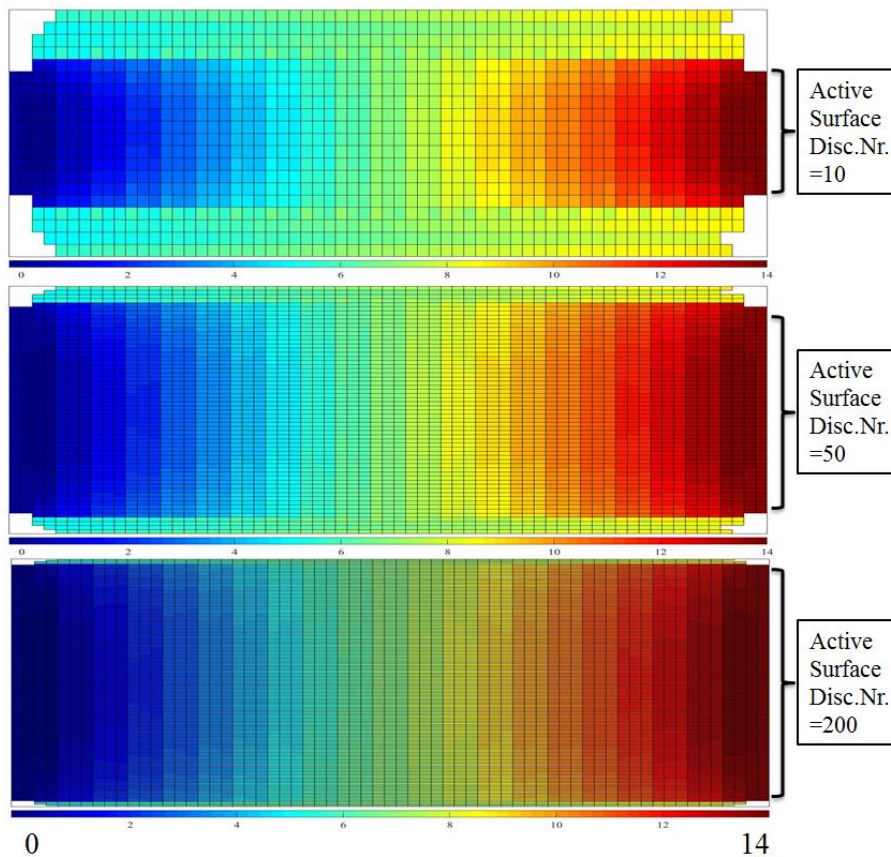 Active
Surface
Disc.Nr.
=10
0 2 4 6 8 10 12 14
Active
Surface
Disc.Nr.
=50
0 2 4 6 8 10 12 14
Active
Surface
Disc.Nr.
=200
2 4 6 8 10 12
0 14